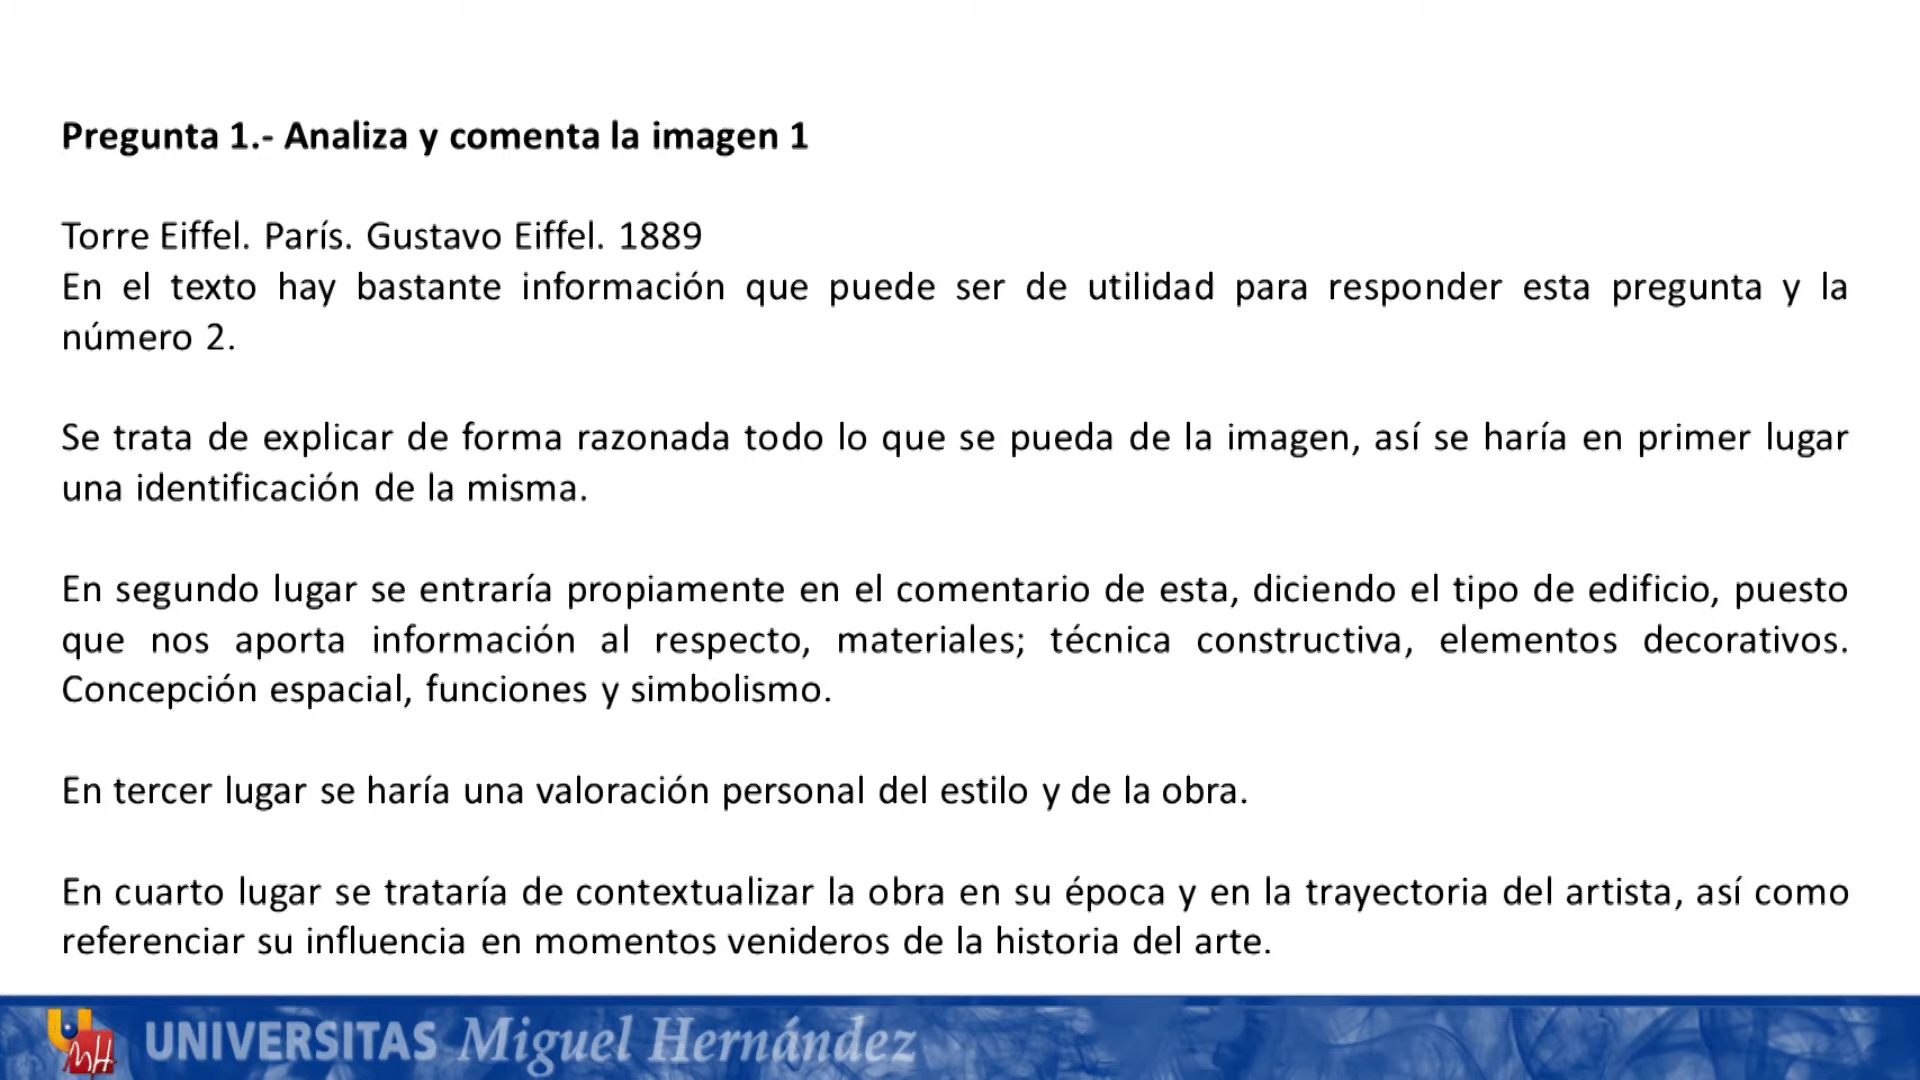 Pregunta 1.- Analiza y comenta la imagen 1
Torre Eiffel. París. Gustavo Eiffel. 1889
En el texto hay bastante información que puede ser de utilidad para responder esta pregunta y la
número 2.
Se trata de explicar de forma razonada todo lo que se pueda de la imagen, así se haría en primer lugar
una identificación de la misma.
En segundo lugar se entraría propiamente en el comentario de esta, diciendo el tipo de edificio, puesto
que nos aporta información al respecto, materiales; técnica constructiva, elementos decorativos.
Concepción espacial, funciones y simbolismo.
En tercer lugar se haría una valoración personal del estilo y de la obra.
En cuarto lugar se trataría de contextualizar la obra en su época y en la trayectoria del artista, así como
referenciar su influencia en momentos venideros de la historia del arte.
UNIVERSITAS Miguel Hernández